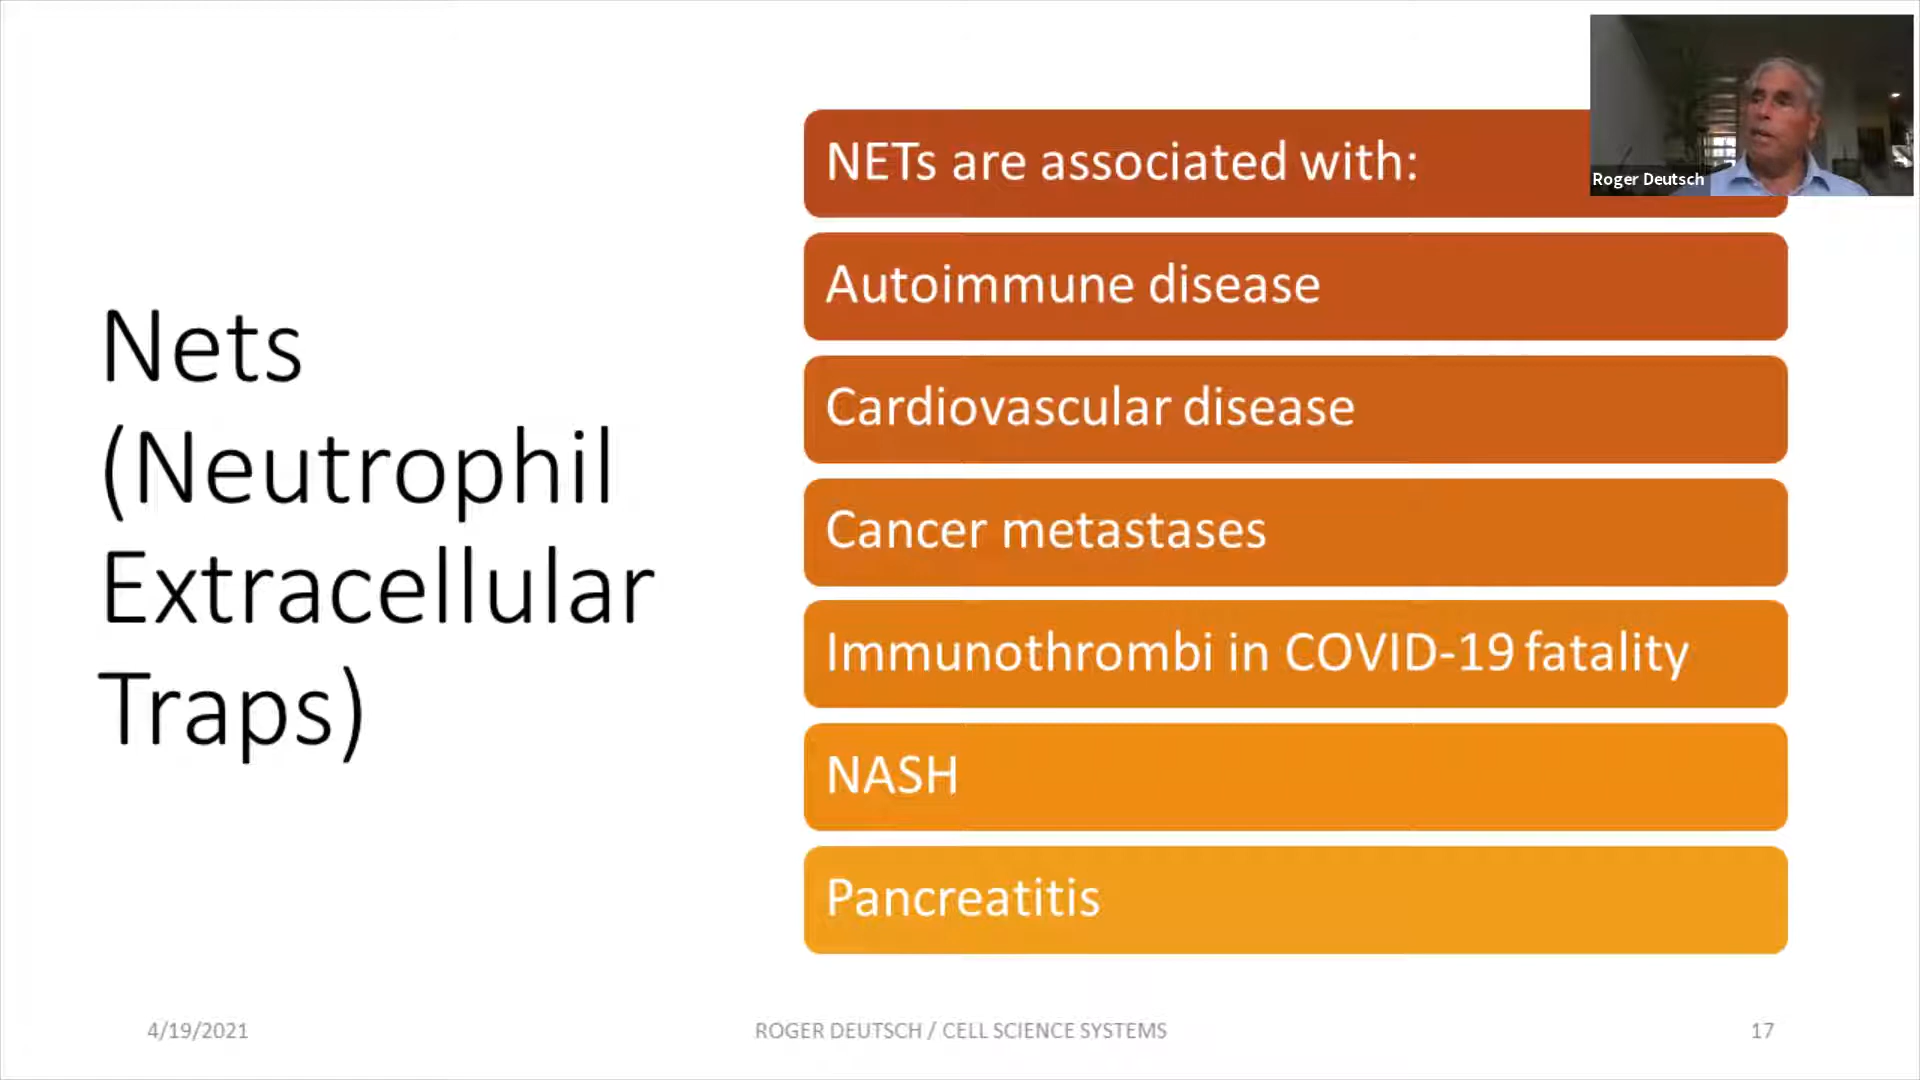 Nets
(Neutrophil
Extracellular
Traps)
NETs are associated with:
Autoimmune disease
Cardiovascular disease
Cancer metastases
Immunothrombi in COVID-19 fatality
NASH
Pancreatitis
Roger Deutsch
4/19/2021
ROGER DEUTSCH / CELL SCIENCE SYSTEMS
17